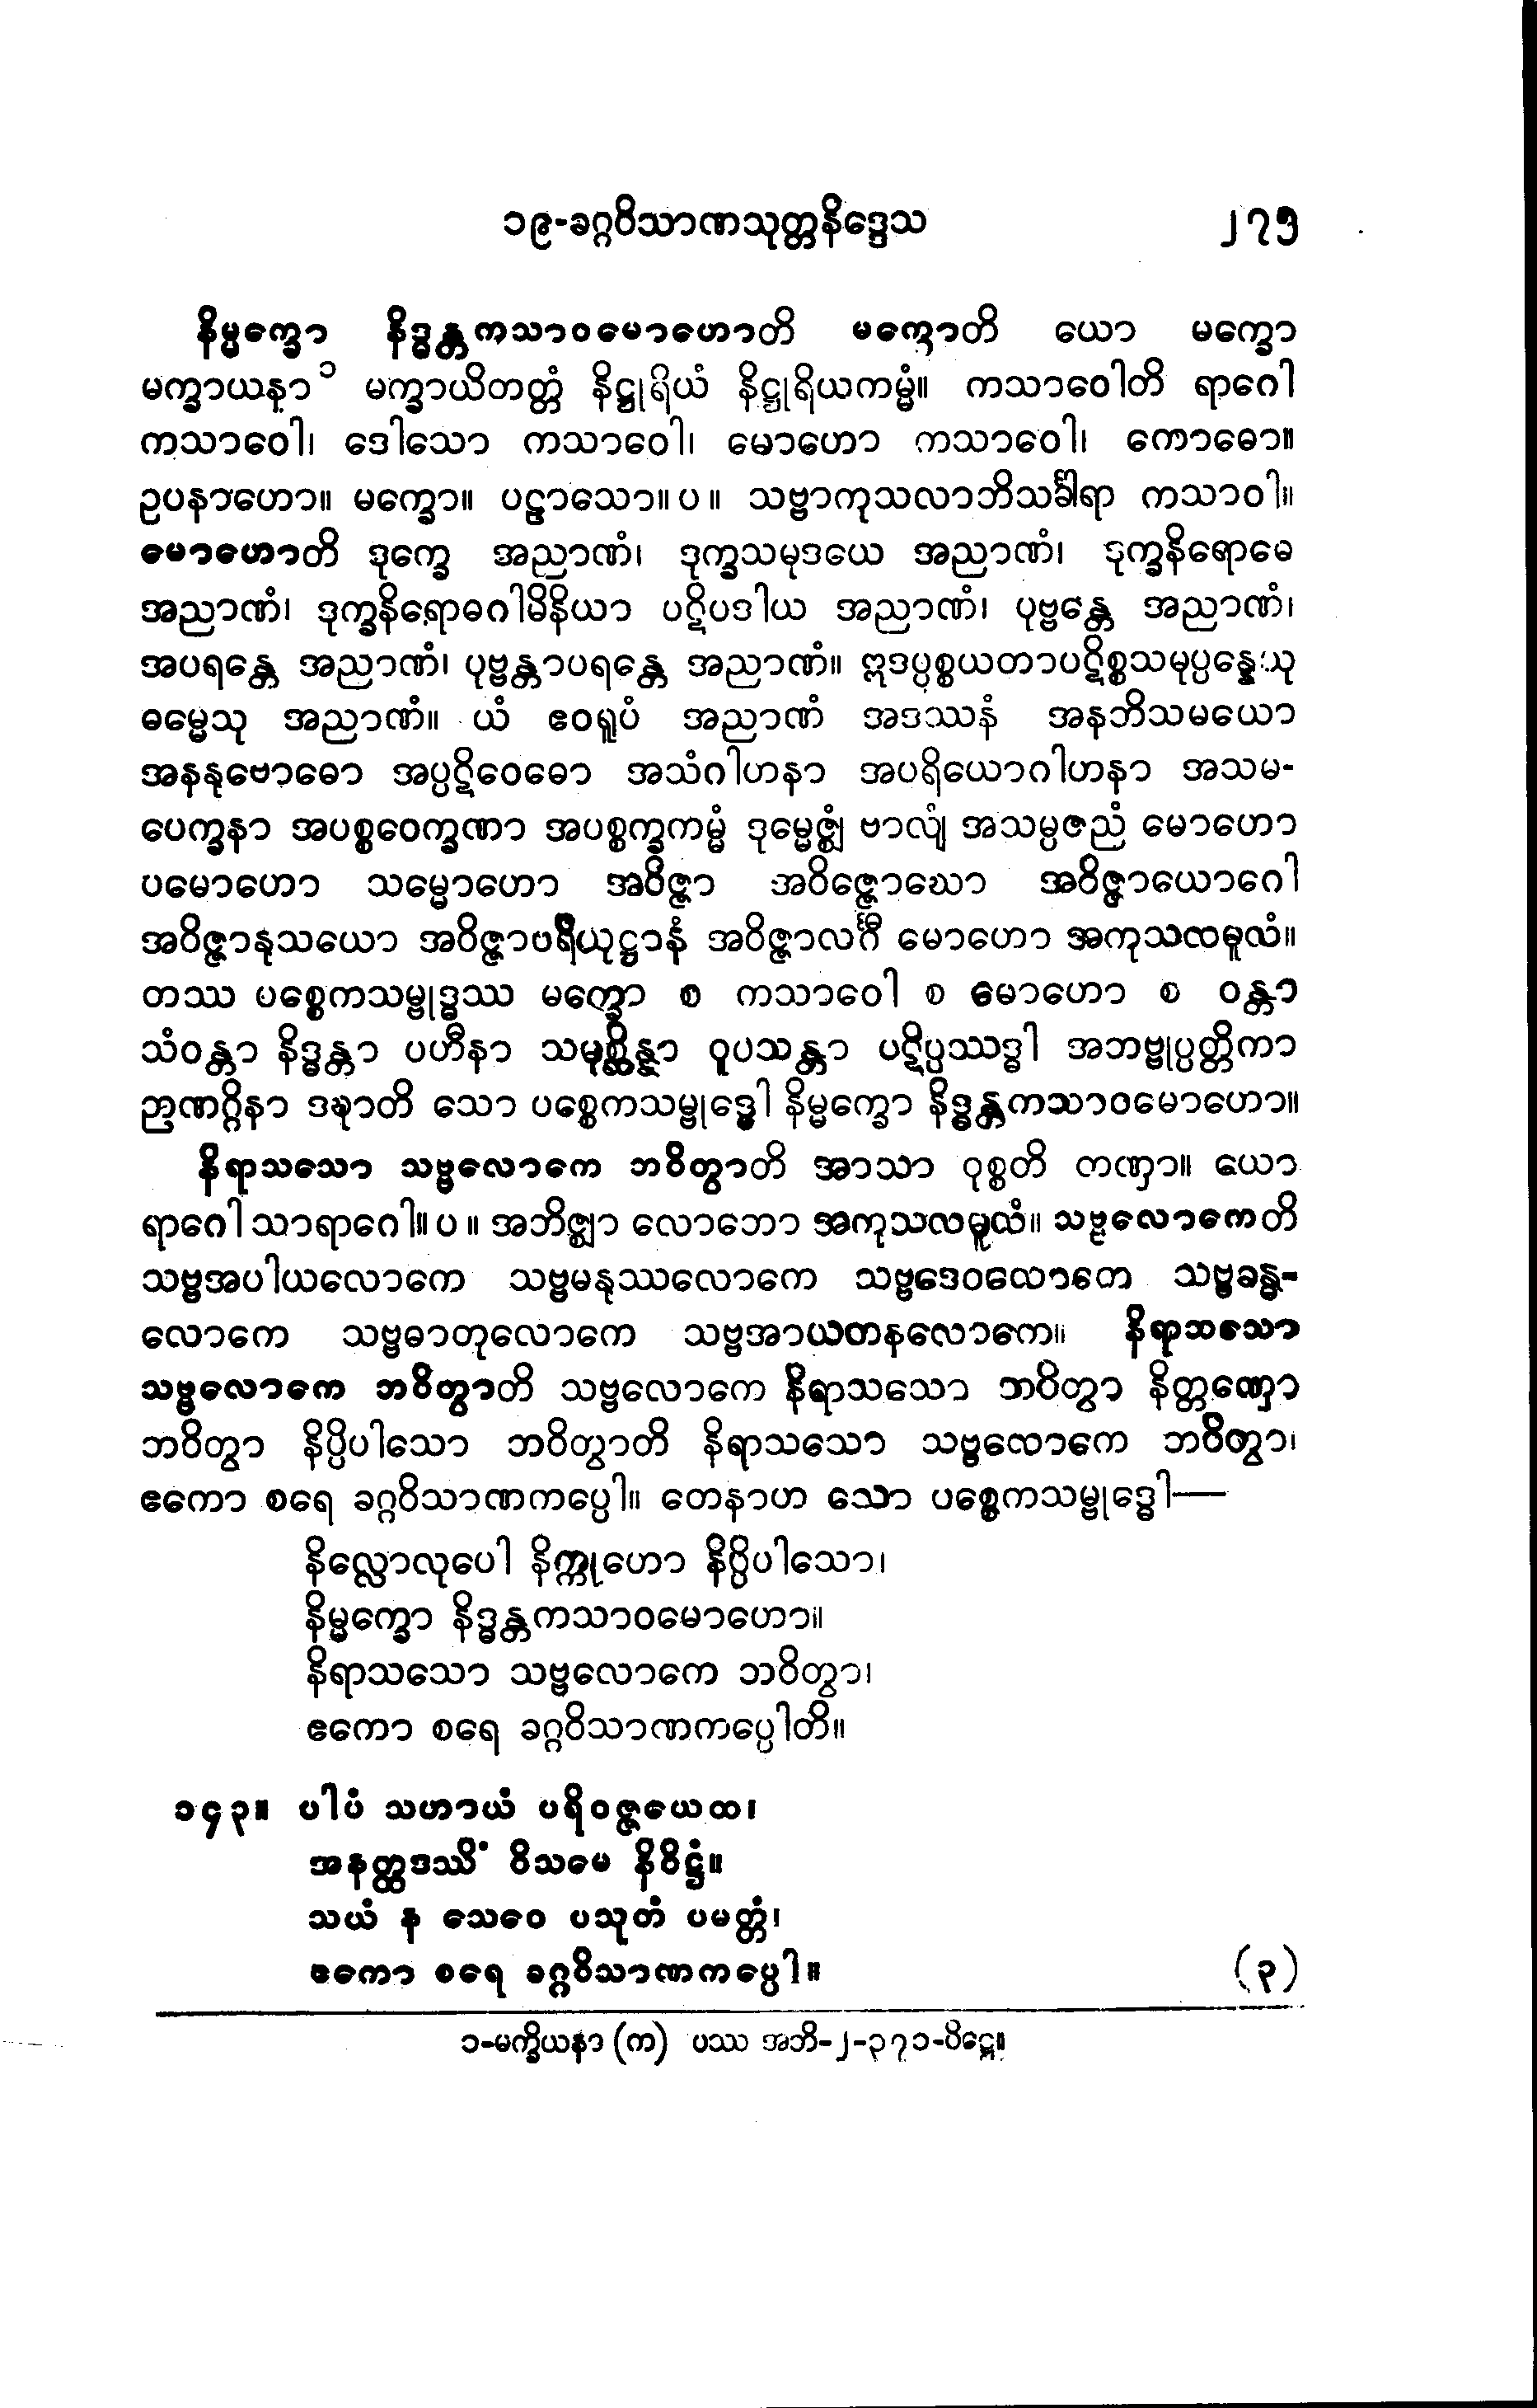 ၁၉-ခဂ္ဂဝိသာဏသုတ္တနိဒ္ဒေသ ၂၇၅
နိမ္မက္ခော နိဒ္ဓန္တကသာဝမောဟောတိ မက္ခောတိ ယော မက္ခော
မက္ခာယနာ ၁ မက္ခာယိတတ္တံ နိဋ္ဌုရိယံ နိဋ္ဌုရိယကမ္မံ။ ကသာဝေါတိ ရာဂေါ
ကသာဝေါ၊ ဒေါသော ကသာဝေါ၊ မောဟော ကသာဝေါ၊ ကောဓော။
ဥပနာဟော။ မက္ခော။ ပဠာသော။ ပ ။ သဗ္ဗာကုသလာဘိသင်္ခါရာ ကသာဝါ။
မောဟောတိ ဒုက္ခေ အညာဏံ၊ ဒုက္ခသမုဒယေ အညာဏံ၊ ဒုက္ခနိရောဓေ
အညာဏံ၊ ဒုက္ခနိရောဓဂါမိနိယာ ပဋိပဒါယ အညာဏံ၊ ပုဗ္ဗန္တေ အညာဏံ၊
အပရန္တေ အညာဏံ၊ ပုဗ္ဗန္တာပရန္တေ အညာဏံ။ ဣဒပ္ပစ္စယတာပဋိစ္စသမုပ္ပန္နေသု
ဓမ္မေသု အညာဏံ။ ယံ ဧဝရူပံ အညာဏံ အဒဿနံ အနဘိသမယော
အနနုဗောဓော အပ္ပဋိဝေဓော အသံဂါဟနာ အပရိယောဂါဟနာ အသမ-
ပေက္ခနာ အပစ္စဝေက္ခဏာ အပစ္စက္ခကမ္မံ ဒုမ္မေဇ္ဈံ ဗာလျံ အသမ္ပဇညံ မောဟော
ပမောဟော သမ္မောဟော အဝိဇ္ဇာ အဝိဇ္ဇောဃော အဝိဇ္ဇာယောဂေါ
အဝိဇ္ဇာနုသယော အဝိဇ္ဇာပရိယုဋ္ဌာနံ အဝိဇ္ဇာလင်္ဂီ မောဟော အကုသလမူလံ။
တဿ ပစ္စေကသမ္ဗုဒ္ဓဿ မက္ခော စ ကသာဝေါ စ မောဟော စ ဝန္တာ
သံဝန္တာ နိဒ္ဓန္တာ ပဟီနာ သမုစ္ဆိန္နာ ဝူပသန္တာ ပဋိပ္ပဿဒ္ဓါ အဘဗ္ဗုပ္ပတ္တိကာ
ဉာဏဂ္ဂိနာ ဒဍ္ဎာတိ သော ပစ္စေကသမ္ဗုဒ္ဓေါ နိမ္မက္ခော နိဒ္ဓန္တကသာဝမောဟော။
နိရာသသော သဗ္ဗလောကေ ဘဝိတွာတိ အာသာ ဝုစ္စတိ တဏှာ။ ယော
ရာဂေါ သာရာဂေါ။ ပ ။ အဘိဇ္ဈာ လောဘော အကုသလမူလံ။ သဗ္ဗလောကေတိ
သဗ္ဗအပါယလောကေ သဗ္ဗမနုဿလောကေ သဗ္ဗဒေဝလောကေ သဗ္ဗခန္ဓ-
လောကေ သဗ္ဗဓာတုလောကေ သဗ္ဗအာယတနလောကေ။ နိရာသသော
သဗ္ဗလောကေ ဘဝိတွာတိ သဗ္ဗလောကေ နိရာသသော ဘဝိတွာ နိတ္တဏှော
ဘဝိတွာ နိပ္ပိပါသော ဘဝိတွာတိ နိရာသသော သဗ္ဗလောကေ ဘဝိတွာ၊
ဧကော စရေ ခဂ္ဂဝိသာဏကပ္ပေါ။ တေနာဟ သော ပစ္စေကသမ္ဗုဒ္ဓေါ—
နိလ္လောလုပေါ နိက္ကုဟော နိပ္ပိပါသော၊
နိမ္မက္ခော နိဒ္ဓန္တကသာဝမောဟော။
နိရာသသော သဗ္ဗလောကေ ဘဝိတွာ၊
ဧကော စရေ ခဂ္ဂဝိသာဏကပ္ပေါတိ။
၁၄၃။ ပါပံ သဟာယံ ပရိဝဇ္ဇယေထ၊
အနတ္ထဒဿိံ ဝိသမေ နိဝိဋ္ဌံ။
သယံ န သေဝေ ပသုတံ ပမတ္တံ၊
ဧကော စရေ ခဂ္ဂဝိသာဏကပ္ပေါ။ (၃)
၁-မက္ခိယနာ (က) ပဿ အဘိ-၂-၃၇၁-ပိဋ္ဌေ။